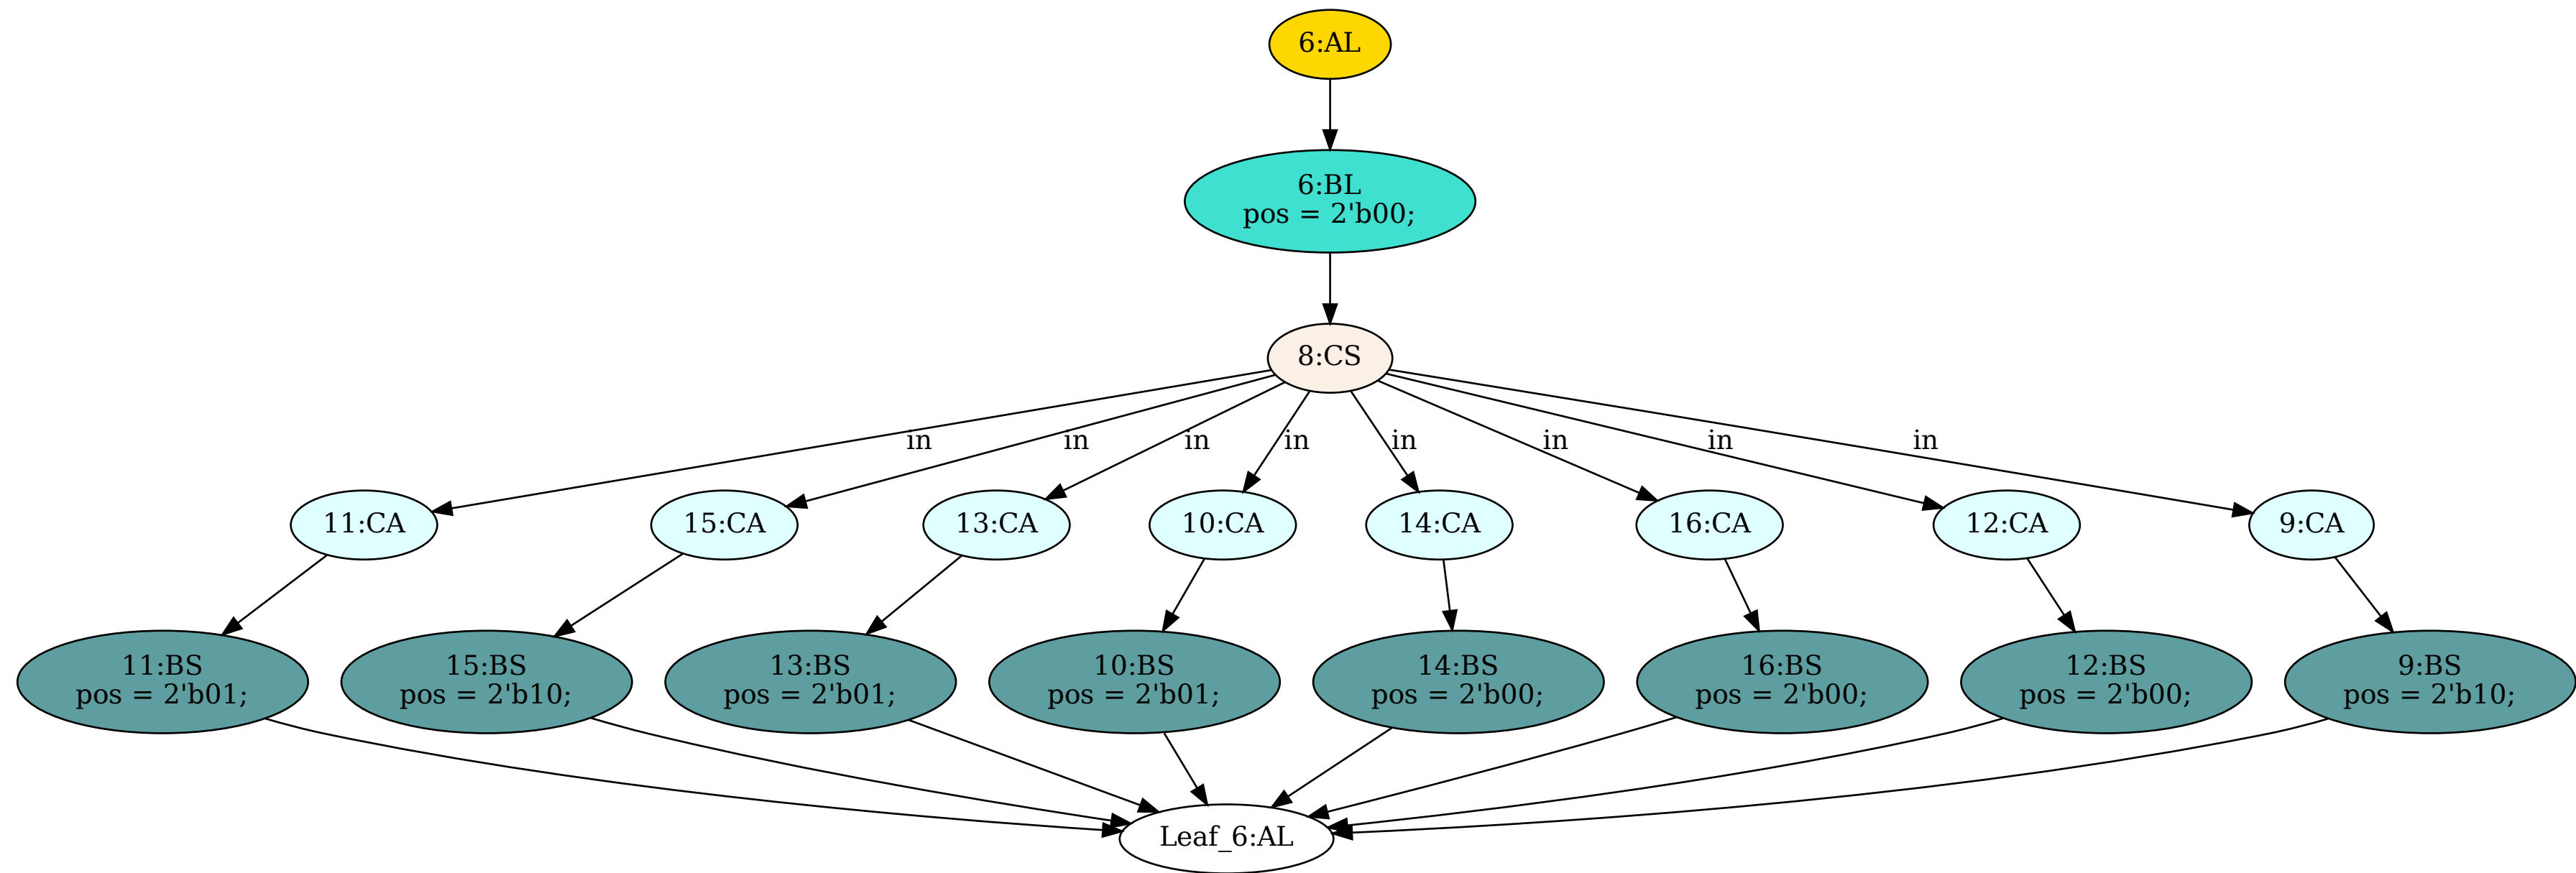 6:AL
6:BL
pos = 2'b00;
8:CS
in
in
in
in
in
in
in
in
11:CA
15:CA
13:CA
10:CA
14:CA
16:CA
12:CA
9:CA
11:BS
pos = 2'b01;
15:BS
pos = 2'b10;
13:BS
pos = 2'b01;
10:BS
pos = 2'b01;
14:BS
pos = 2'b00;
16:BS
pos = 2'b00;
12:BS
pos = 2'b00;
9:BS
pos = 2'b10;
Leaf_6:AL